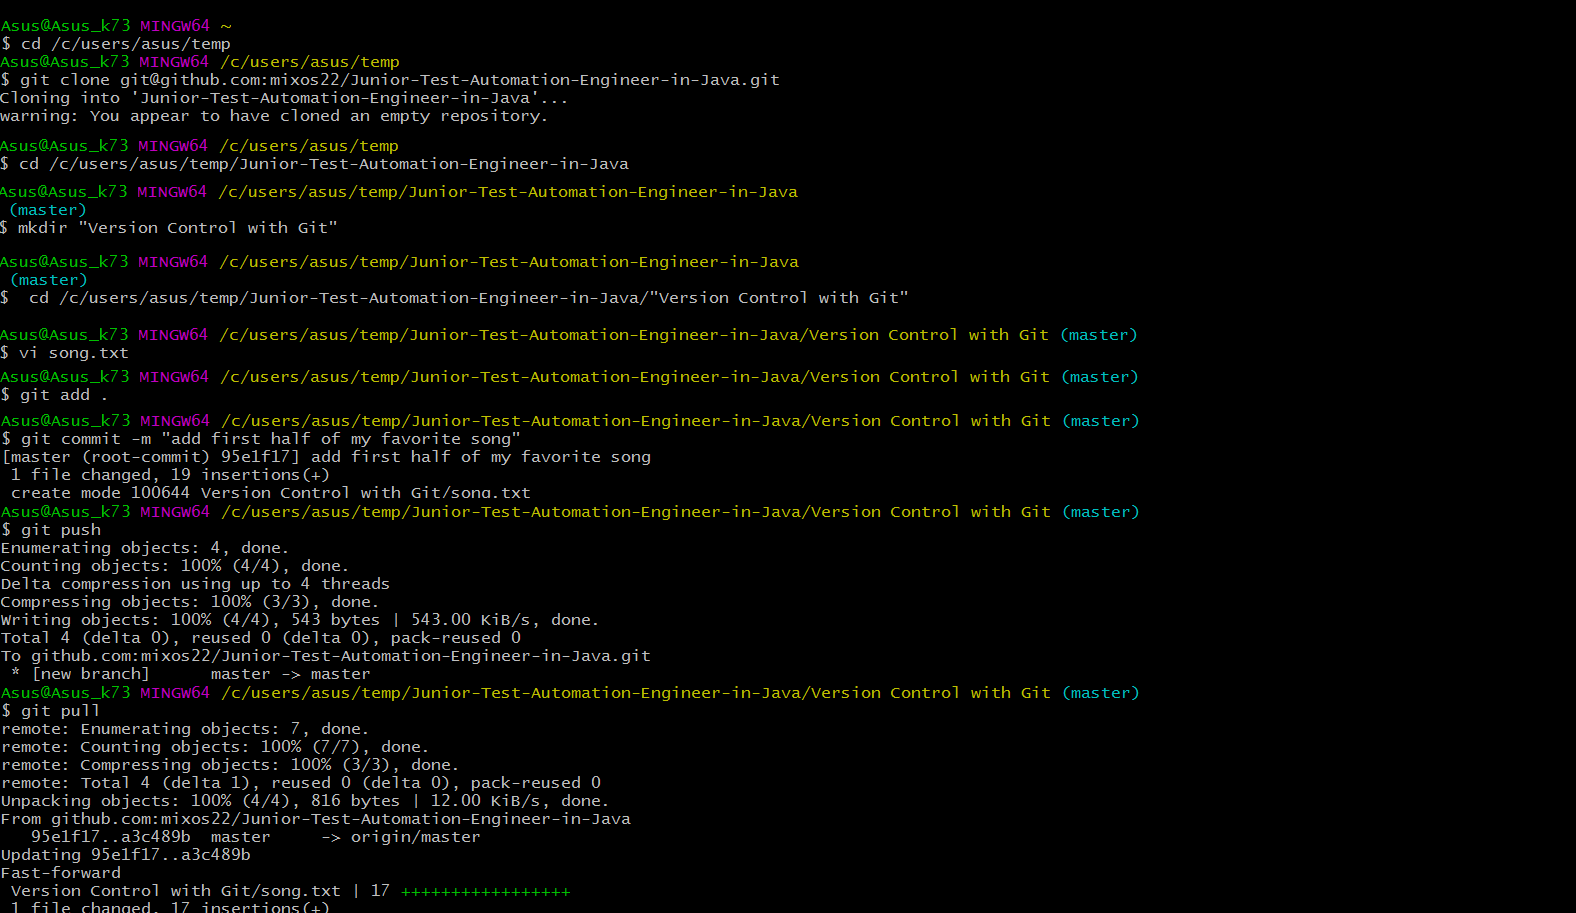 Asus@Asus_k73 MINGW64 ~
$ cd /c/users/asus/temp
Asus@Asus_k73 MINGW64 /c/users/asus/temp
$ git clone git@github.com:mixos22/Junior-Test-Automation-Engineer-in-Java.git
Cloning into 'Junior-Test-Automation-Engineer-in-Java'...
warning: You appear to have cloned an empty repository.
Asus@Asus_k73 MINGW64 /c/users/asus/temp
$ cd /c/users/asus/temp/Junior-Test-Automation-Engineer-in-Java
Asus@Asus_k73 MINGW64 /c/users/asus/temp/Junior-Test-Automation-Engineer-in-Java
(master)
$ mkdir "Version Control with Git"
Asus@Asus_k73 MINGW64 /c/users/asus/temp/Junior-Test-Automation-Engineer-in-Java
(master)
$  cd /c/users/asus/temp/Junior-Test-Automation-Engineer-in-Java/"Version Control with Git"
Asus@Asus_k73 MINGW64 /c/users/asus/temp/Junior-Test-Automation-Engineer-in-Java/Version Control with Git (master)
$ vi song.txt
Asus@Asus_k73 MINGW64 /c/users/asus/temp/Junior-Test-Automation-Engineer-in-Java/Version Control with Git (master)
$ git add .
Asus@Asus_k73 MINGW64 /c/users/asus/temp/Junior-Test-Automation-Engineer-in-Java/Version Control with Git (master)
$ git commit -m "add first half of my favorite song"
[master (root-commit) 95e1f17] add first half of my favorite song
1 file changed, 19 insertions(+)
create mode 100644 Version Control with Git/song.txt
Asus@Asus_k73 MINGW64 /c/users/asus/temp/Junior-Test-Automation-Engineer-in-Java/Version Control with Git (master)
$ git push
Enumerating objects: 4, done.
Counting objects: 100% (4/4), done.
Delta compression using up to 4 threads
Compressing objects: 100% (3/3), done.
Writing objects: 100% (4/4), 543 bytes | 543.00 KiB/s, done.
Total 4 (delta 0), reused 0 (delta 0), pack-reused 0
To github.com:mixos22/Junior-Test-Automation-Engineer-in-Java.git
* [new branch]      master -> master
Asus@Asus_k73 MINGW64 /c/users/asus/temp/Junior-Test-Automation-Engineer-in-Java/Version Control with Git (master)
$ git pull
remote: Enumerating objects: 7, done.
remote: Counting objects: 100% (7/7), done.
remote: Compressing objects: 100% (3/3), done.
remote: Total 4 (delta 1), reused 0 (delta 0), pack-reused 0
Unpacking objects: 100% (4/4), 816 bytes | 12.00 KiB/s, done.
From github.com:mixos22/Junior-Test-Automation-Engineer-in-Java
95e1f17..a3c489b  master     -> origin/master
Updating 95e1f17..a3c489b
Fast-forward
Version Control with Git/song.txt | 17 +++++++++++++++++
1 file changed, 17 insertions(+)